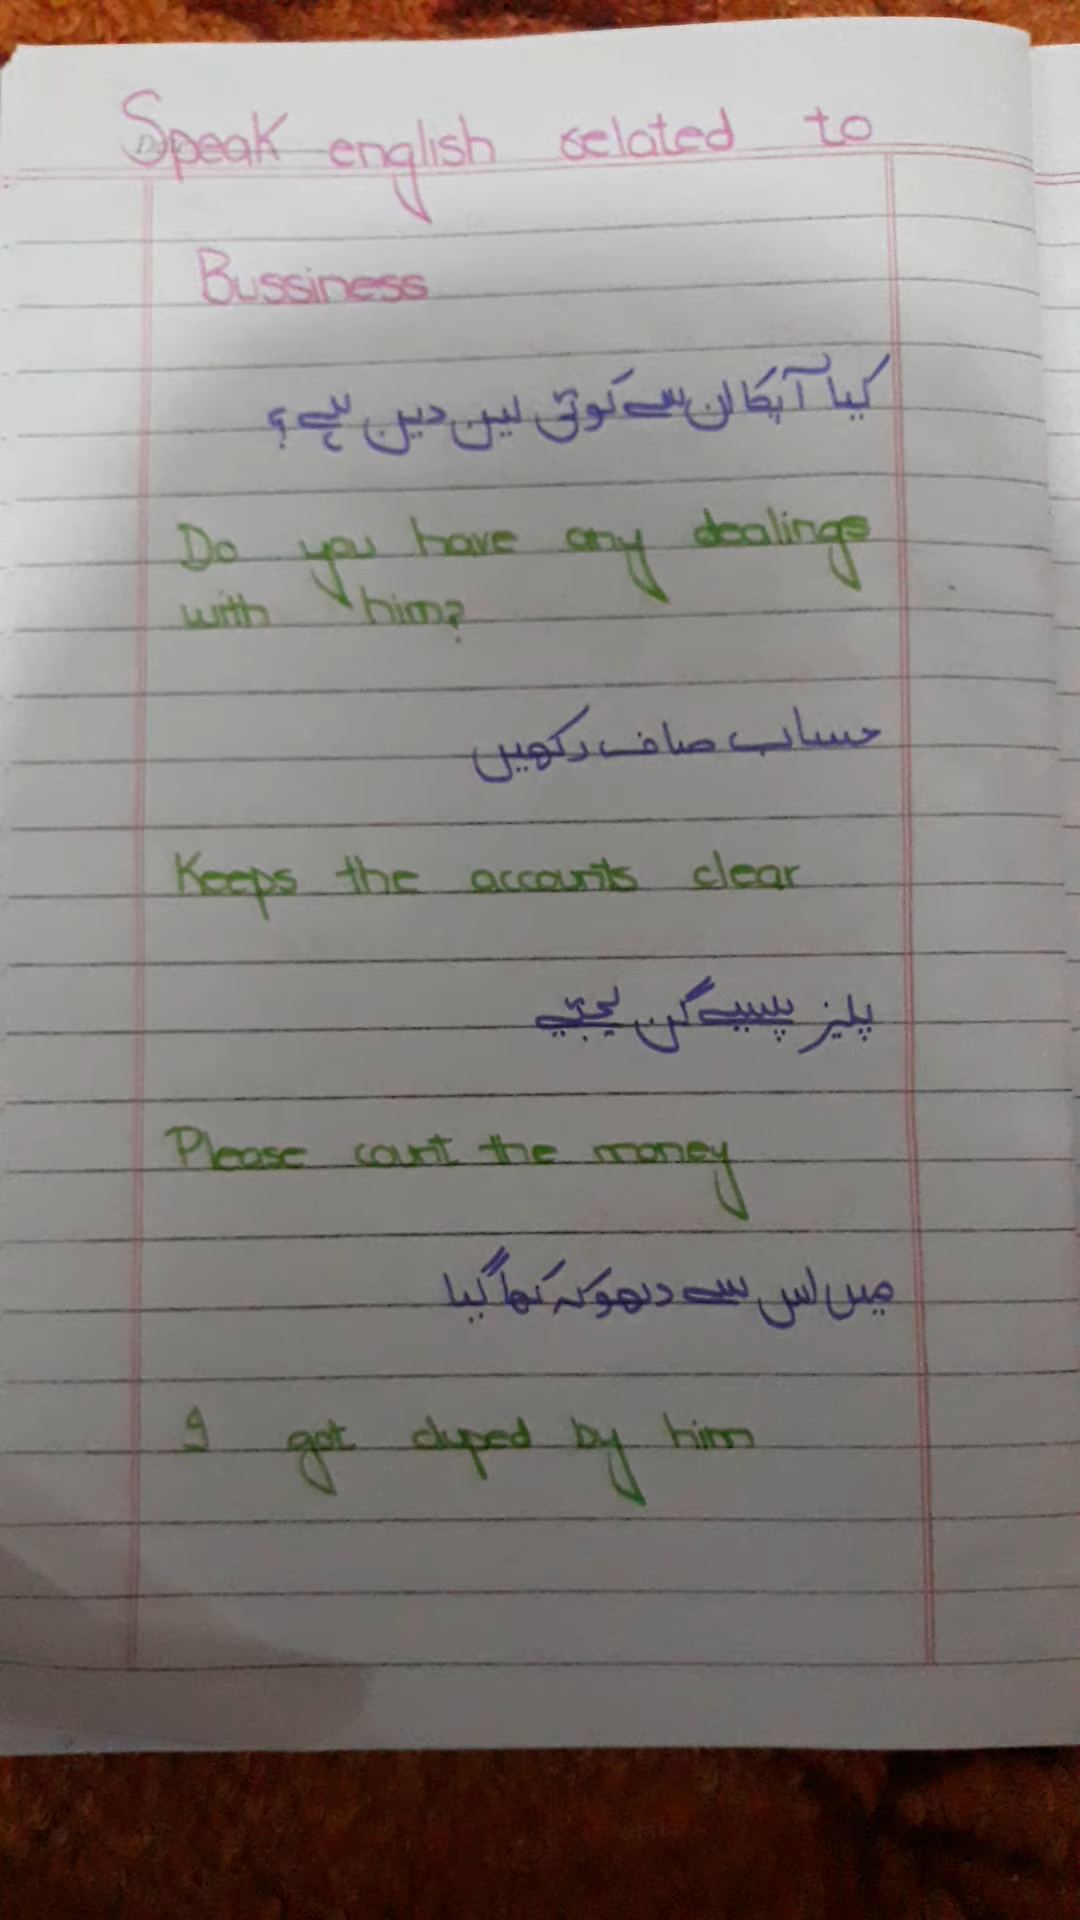 Speak english related to
Bussiness
کیا آپکا ان سے کوئی لین دین ہے؟
Do you have any dealings
with him?
حساب صاف رکھیں
Keeps the accounts clear
پلیز پیسے گن لیجئے
Please count the money
میں اس سے دھوکہ کھا گیا
I got duped by him